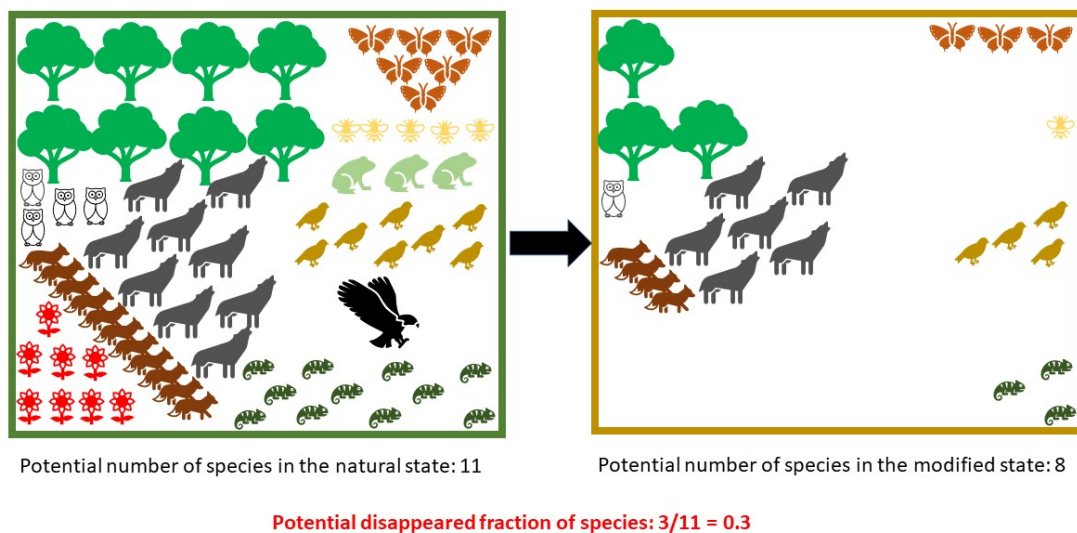 Potential number of species in the natural state: 11
Potential number of species in the modified state: 8
Potential disappeared fraction of species: 3/11 = 0.3